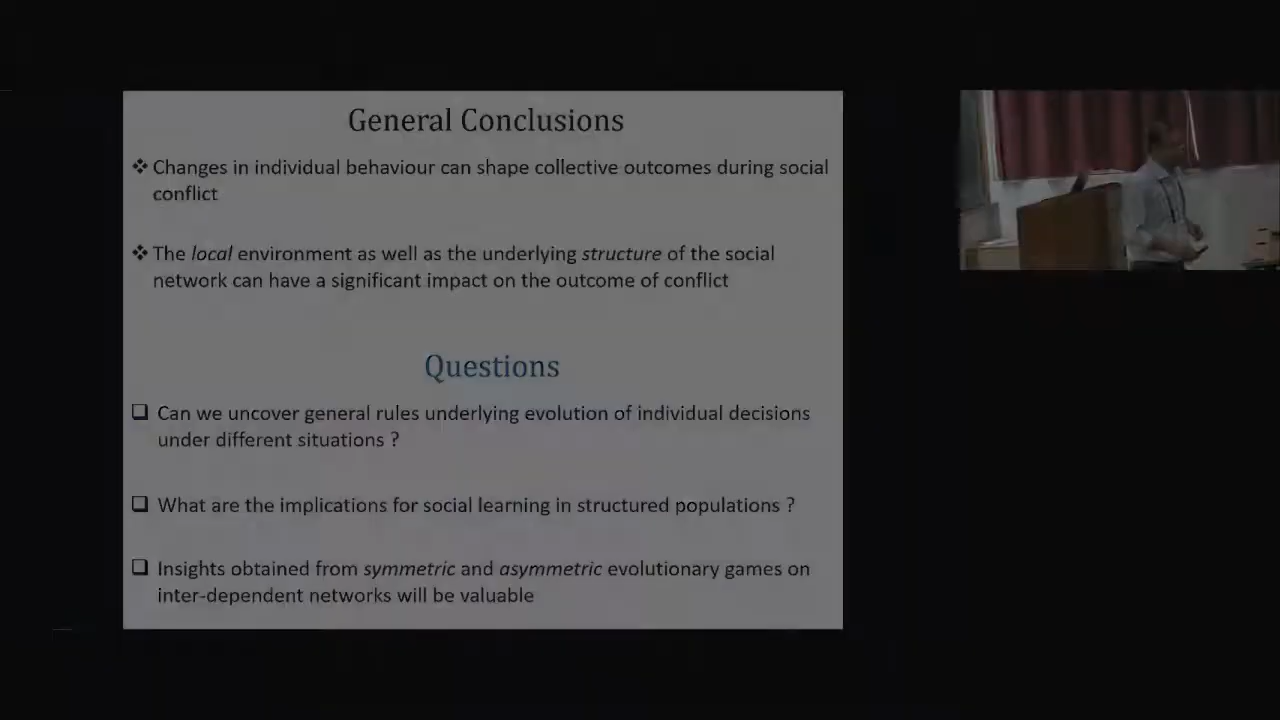 General Conclusions
❖ Changes in individual behaviour can shape collective outcomes during social
conflict
❖ The local environment as well as the underlying structure of the social
network can have a significant impact on the outcome of conflict
Questions
❑ Can we uncover general rules underlying evolution of individual decisions
under different situations ?
❑ What are the implications for social learning in structured populations ?
❑ Insights obtained from symmetric and asymmetric evolutionary games on
inter-dependent networks will be valuable